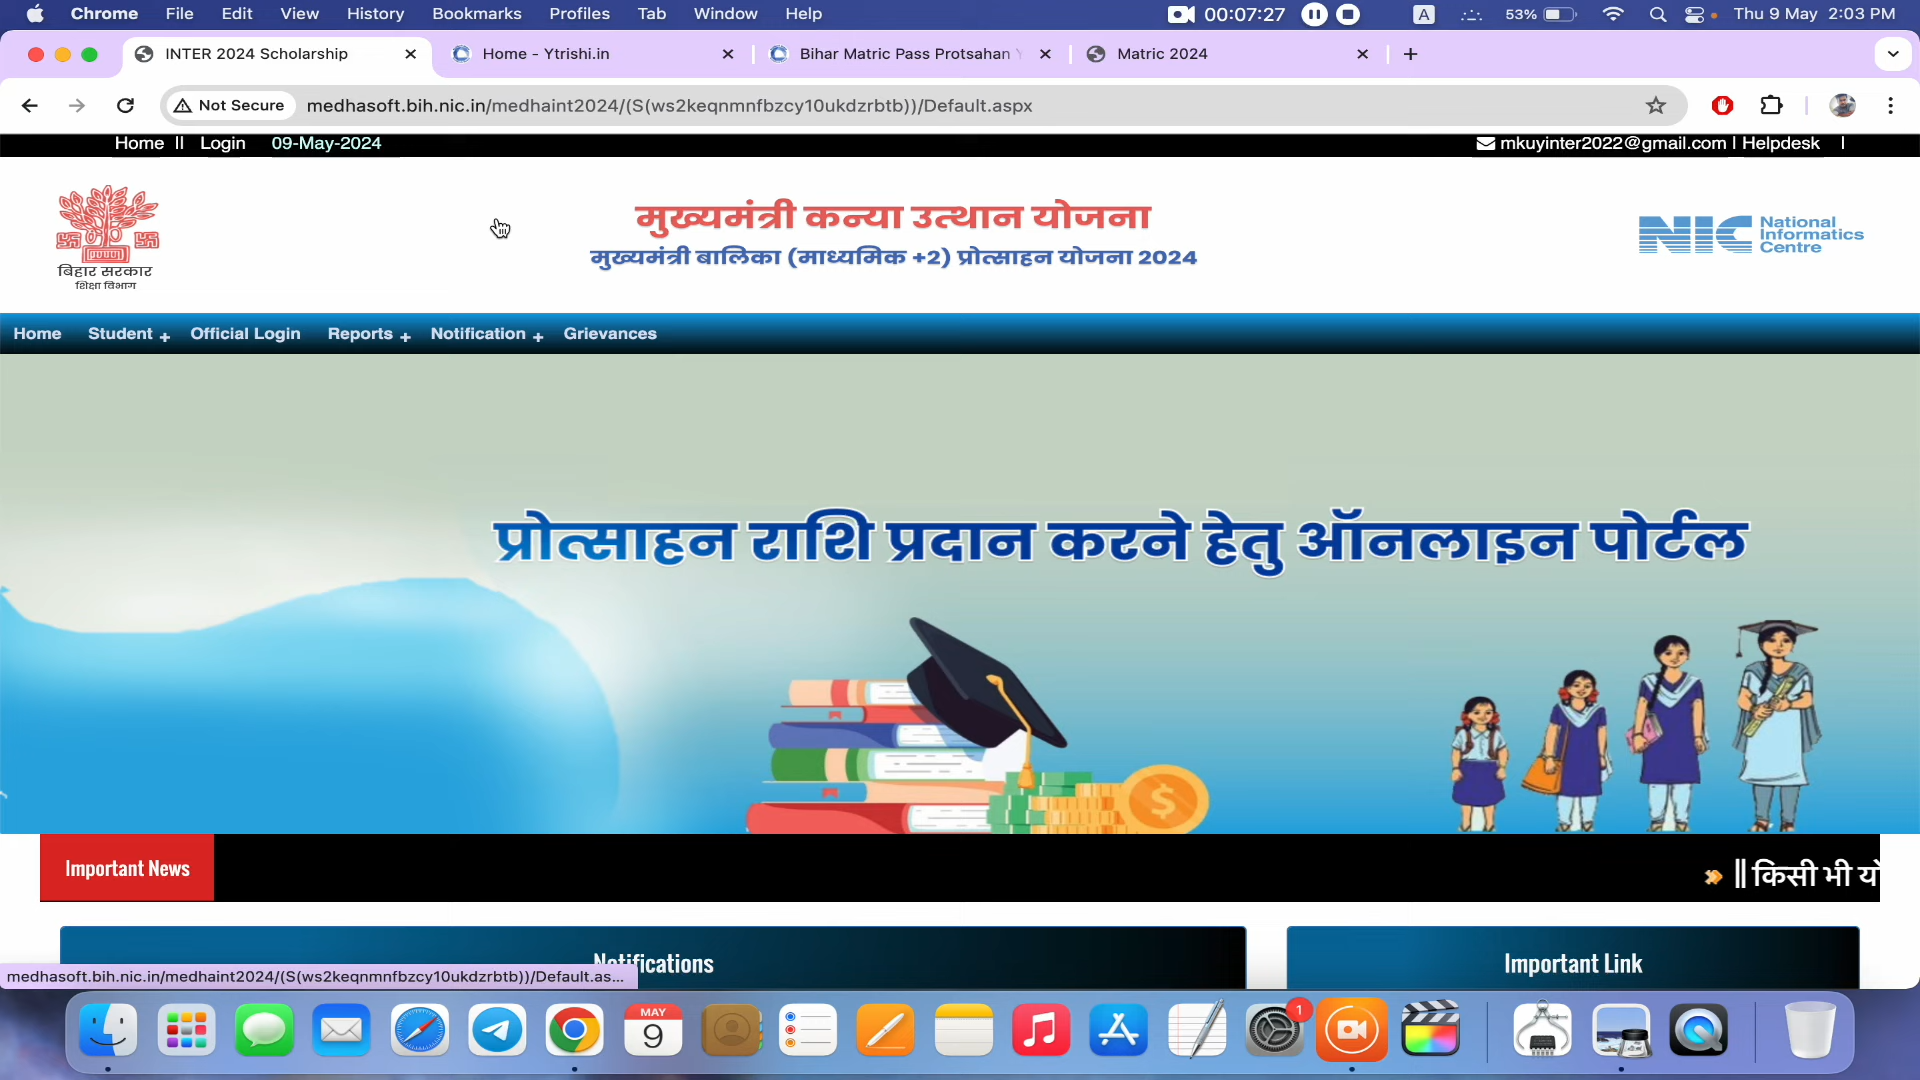 Chrome File Edit View History Bookmarks Profiles Tab Window Help 00:07:27 A 53% Thu 9 May 2:03 PM
INTER 2024 Scholarship Home - Ytrishi.in Bihar Matric Pass Protsahan Matric 2024
Not Secure medhasoft.bih.nic.in/medhaint2024/(S(ws2keqnmnfbzcy10ukdzrbtb))/Default.aspx
Home || Login 09-May-2024 mkuyinter2022@gmail.com | Helpdesk |
मुख्यमंत्री कन्या उत्थान योजना
मुख्यमंत्री बालिका (माध्यमिक +2) प्रोत्साहन योजना 2024
बिहार सरकार
शिक्षा विभाग
NIC National
Informatics
Centre
Home Student + Official Login Reports + Notification + Grievances
प्रोत्साहन राशि प्रदान करने हेतु ऑनलाइन पोर्टल
Important News || किसी भी
Notifications Important Link
medhasoft.bih.nic.in/medhaint2024/(S(ws2keqnmnfbzcy10ukdzrbtb))/Default.as...
MAY
9
1